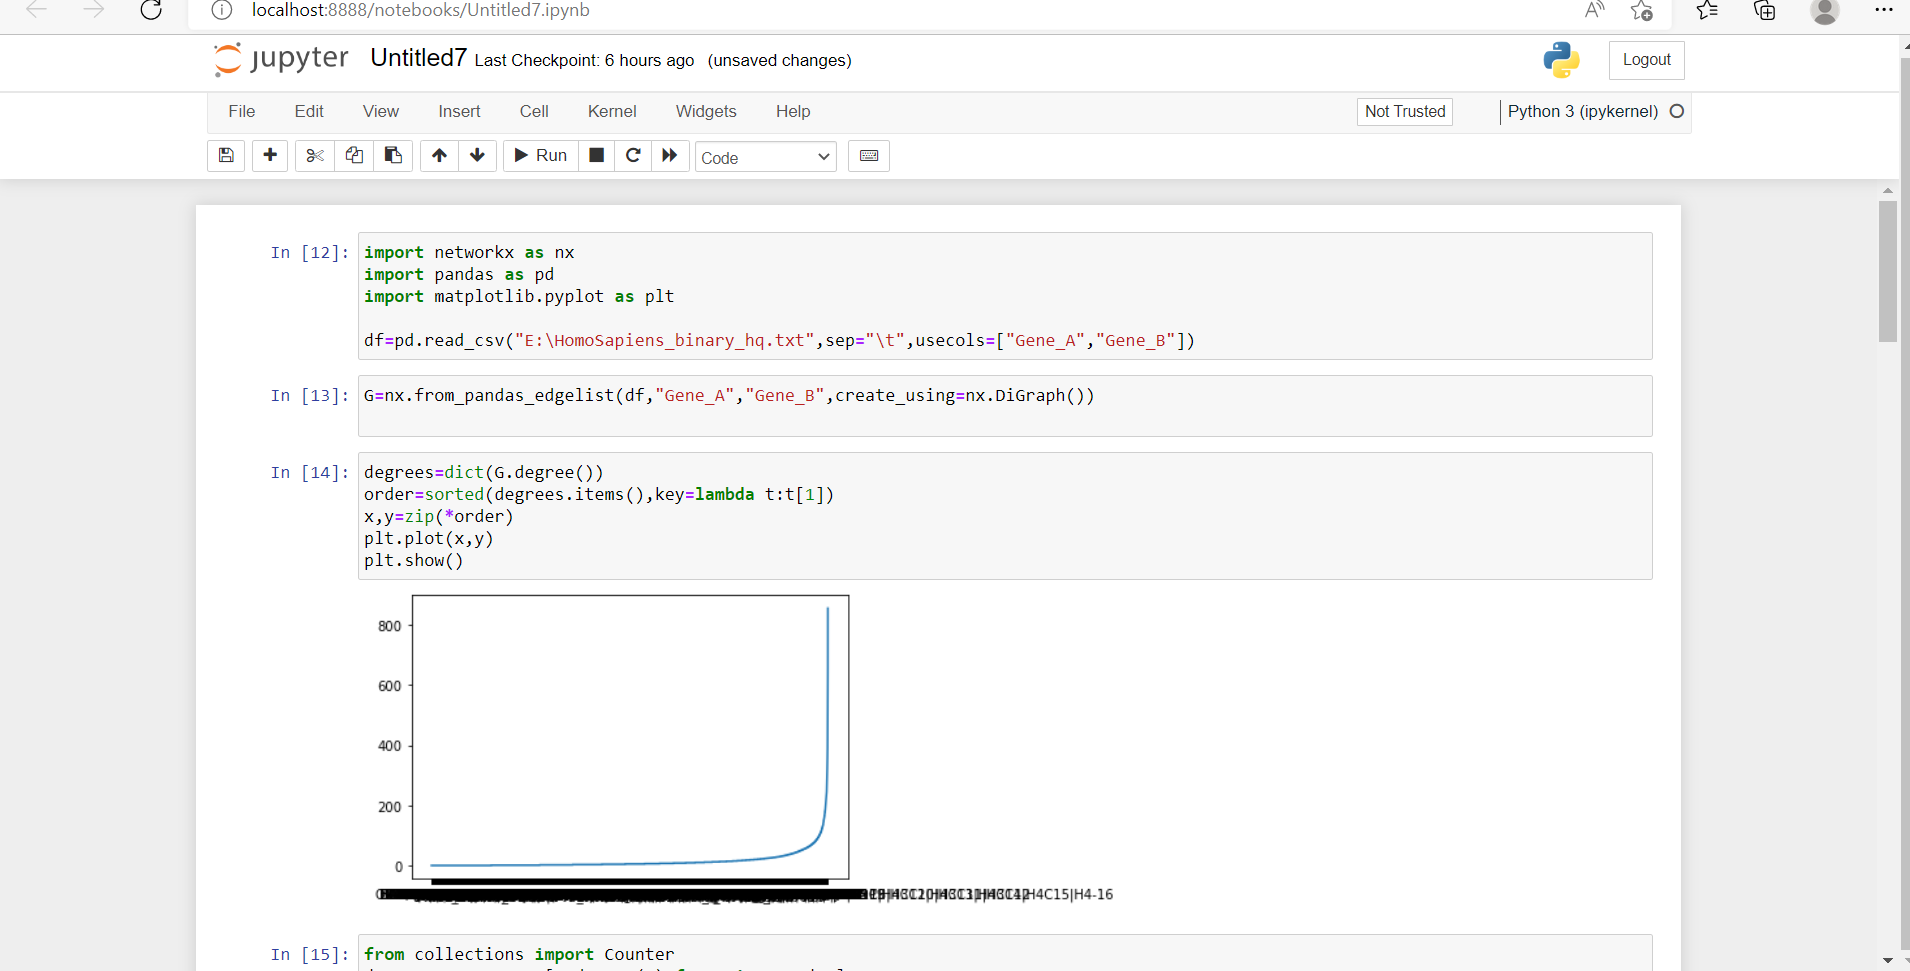 localhost:8888/notebooks/Untitled7.ipynb
jupyter Untitled7 Last Checkpoint: 6 hours ago (unsaved changes)
Logout
File Edit View Insert Cell Kernel Widgets Help
Not Trusted
Python 3 (ipykernel)
Run
Code
In [12]:
import networkx as nx
import pandas as pd
import matplotlib.pyplot as plt
df=pd.read_csv("E:\HomoSapiens_binary_hq.txt",sep="\t",usecols=["Gene_A","Gene_B"])
In [13]:
G=nx.from_pandas_edgelist(df,"Gene_A","Gene_B",create_using=nx.DiGraph())
In [14]:
degrees=dict(G.degree())
order=sorted(degrees.items(),key=lambda t:t[1])
x,y=zip(*order)
plt.plot(x,y)
plt.show()
800
600
400
200
0
H4C15|H4-16
In [15]:
from collections import Counter